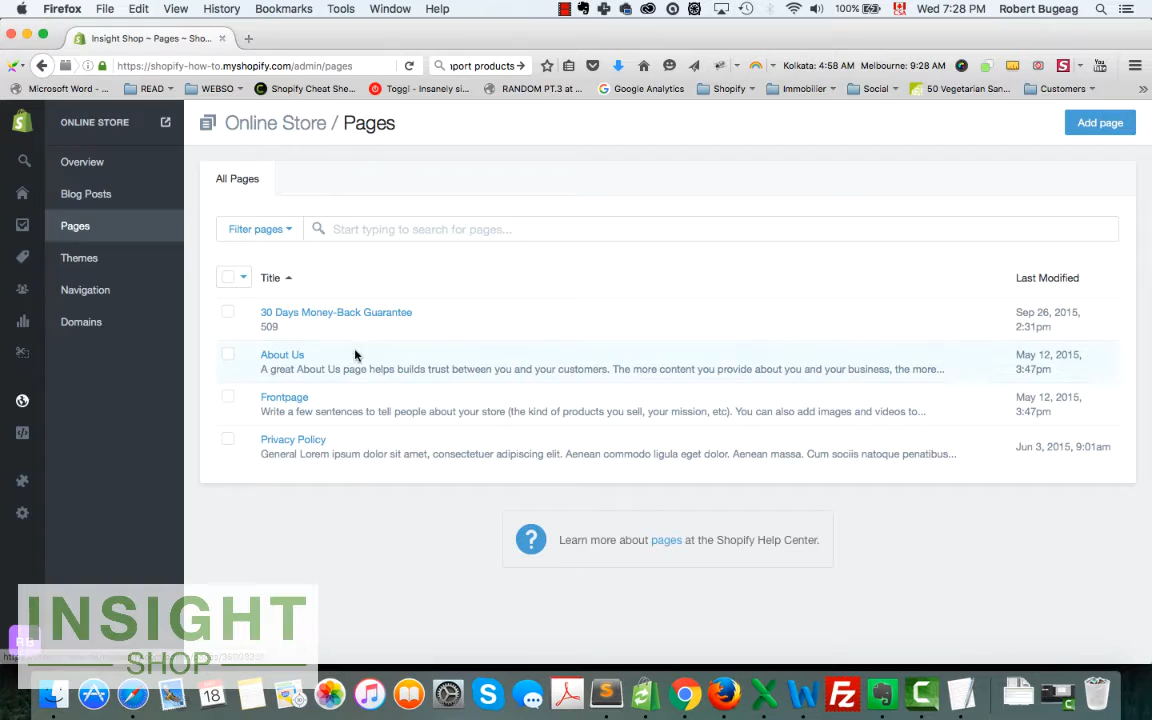 Firefox File Edit View History Bookmarks Tools Window Help 100% Wed 7:28 PM Robert Bugeag
Insight Shop ~ Pages ~ Sho...
https://shopify-how-to.myshopify.com/admin/pages
port products
Kolkata: 4:58 AM Melbourne: 9:28 AM
Microsoft Word - ... READ WEBSO Shopify Cheat She... Toggl - Insanely si... RANDOM PT.3 at ... Google Analytics Shopify Immobilier Social 50 Vegetarian San... Customers
ONLINE STORE
Online Store / Pages
Add page
Overview
Blog Posts
Pages
Themes
Navigation
Domains
All Pages
Filter pages
Start typing to search for pages...
Title
Last Modified
30 Days Money-Back Guarantee
509
Sep 26, 2015,
2:31pm
About Us
A great About Us page helps builds trust between you and your customers. The more content you provide about you and your business, the more...
May 12, 2015,
3:47pm
Frontpage
Write a few sentences to tell people about your store (the kind of products you sell, your mission, etc). You can also add images and videos to...
May 12, 2015,
3:47pm
Privacy Policy
General Lorem ipsum dolor sit amet, consectetuer adipiscing elit. Aenean commodo ligula eget dolor. Aenean massa. Cum sociis natoque penatibus...
Jun 3, 2015, 9:01am
Learn more about pages at the Shopify Help Center.
INSIGHT
SHOP
RB
18